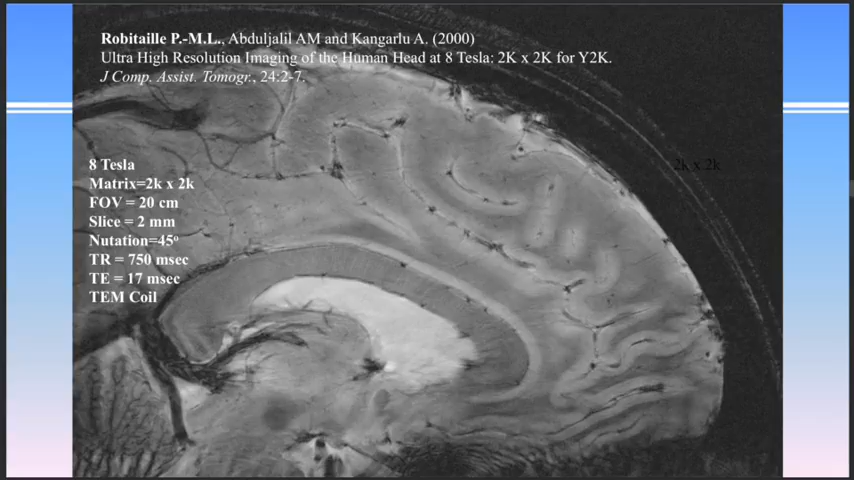 Robitaille P.-M.L., Abduljalil AM and Kangarlu A. (2000)
Ultra High Resolution Imaging of the Human Head at 8 Tesla: 2K x 2K for Y2K.
J Comp. Assist. Tomogr., 24:2-7.
8 Tesla
Matrix=2k x 2k
FOV = 20 cm
Slice = 2 mm
Nutation=45º
TR = 750 msec
TE = 17 msec
TEM Coil
2k x 2k